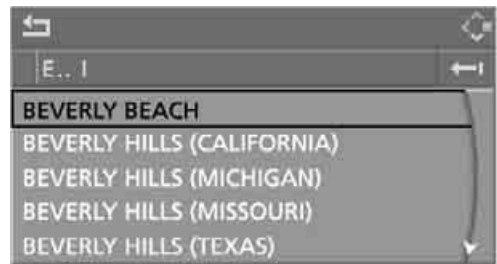 E.. I
BEVERLY BEACH
BEVERLY HILLS (CALIFORNIA)
BEVERLY HILLS (MICHIGAN)
BEVERLY HILLS (MISSOURI)
BEVERLY HILLS (TEXAS)